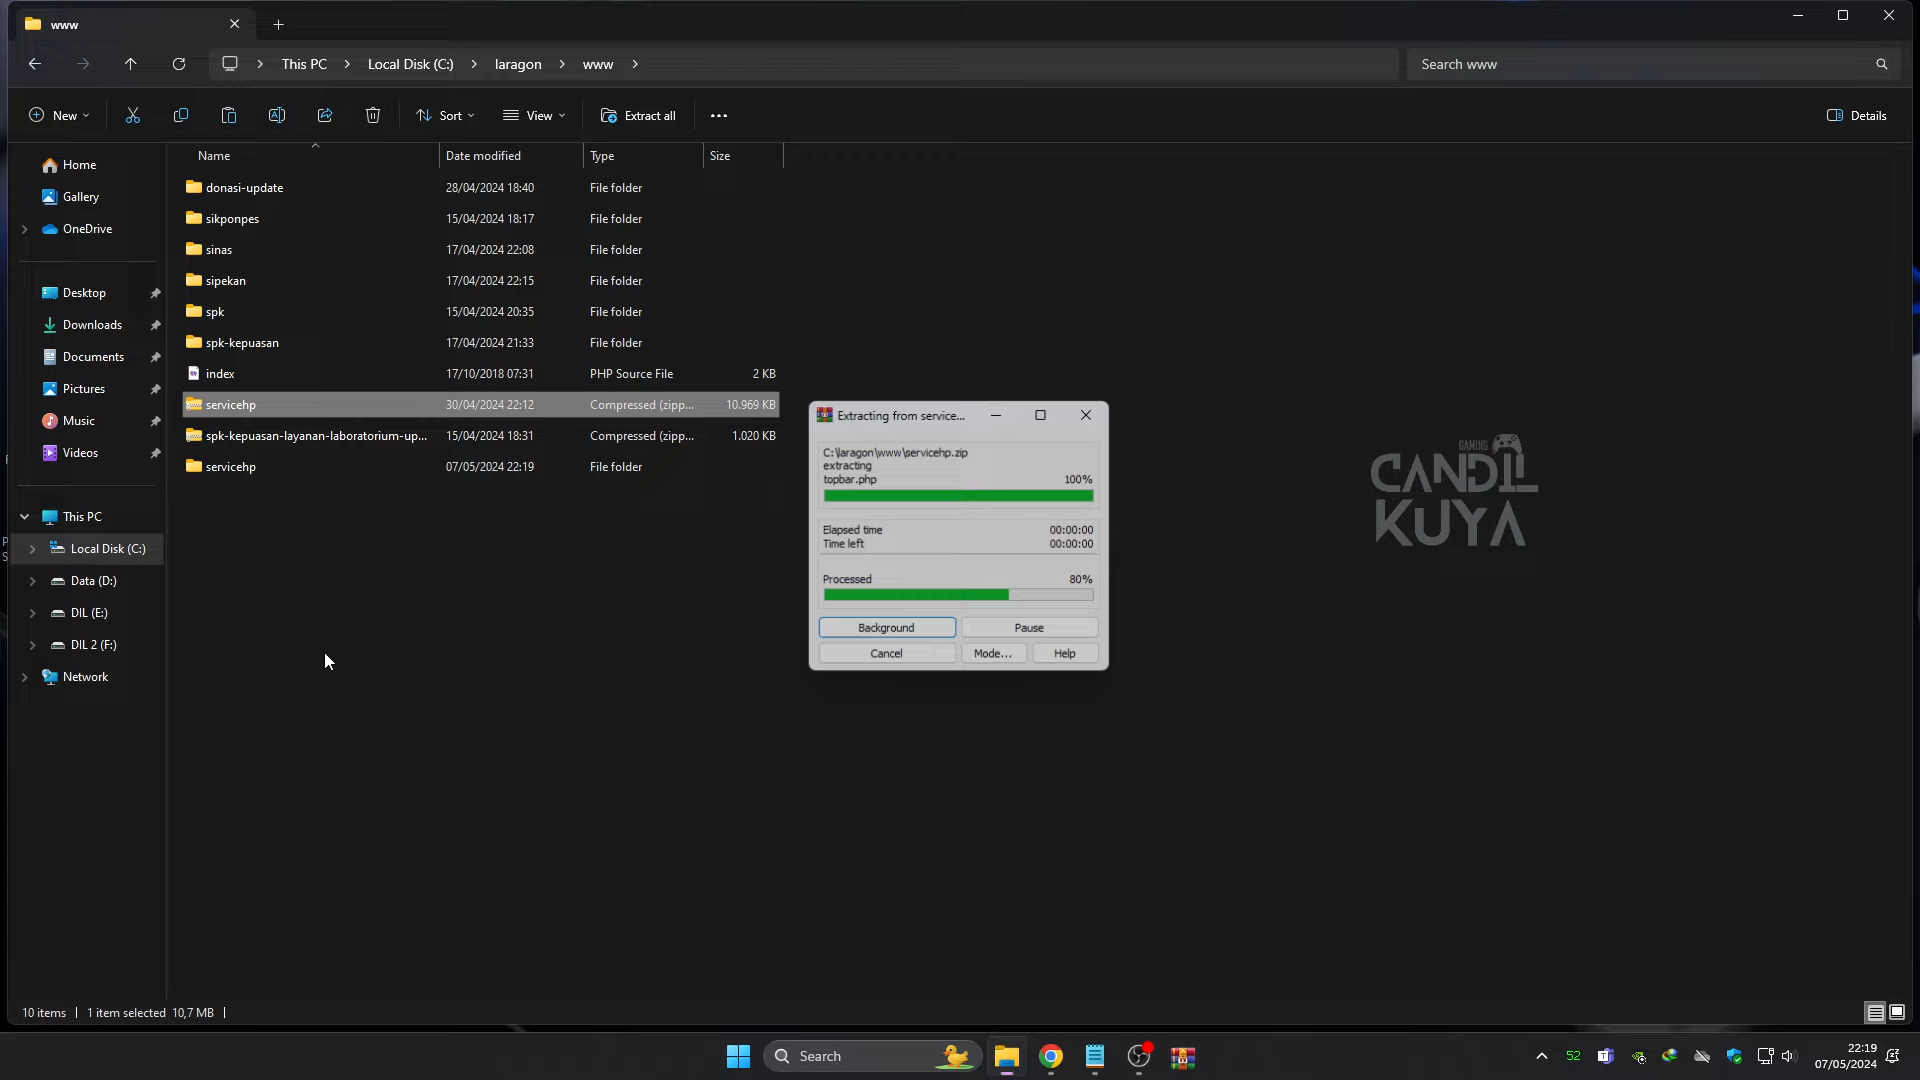 www
This PC
Local Disk (C:)
laragon
www
Search www
New
Sort
View
Extract all
Details
Name
Date modified
Type
Size
Home
Gallery
OneDrive
Desktop
Downloads
Documents
Pictures
Music
Videos
This PC
Local Disk (C:)
Data (D:)
DIL (E:)
DIL 2 (F:)
Network
donasi-update 28/04/2024 18:40 File folder
sikponpes 15/04/2024 18:17 File folder
sinas 17/04/2024 22:08 File folder
sipekan 17/04/2024 22:15 File folder
spk 15/04/2024 20:35 File folder
spk-kepuasan 17/04/2024 21:33 File folder
index 17/10/2018 07:31 PHP Source File 2 KB
servicehp 30/04/2024 22:12 Compressed (zipp... 10.969 KB
spk-kepuasan-layanan-laboratorium-up... 15/04/2024 18:31 Compressed (zipp... 1.020 KB
servicehp 07/05/2024 22:19 File folder
Extracting from service...
C:\laragon\www\servicehp.zip
extracting
topbar.php 100%
Elapsed time 00:00:00
Time left 00:00:00
Processed 80%
Background
Pause
Cancel
Mode...
Help
GAMING
CANDIL
KUYA
10 items
1 item selected 10,7 MB
Search
52
22:19
07/05/2024